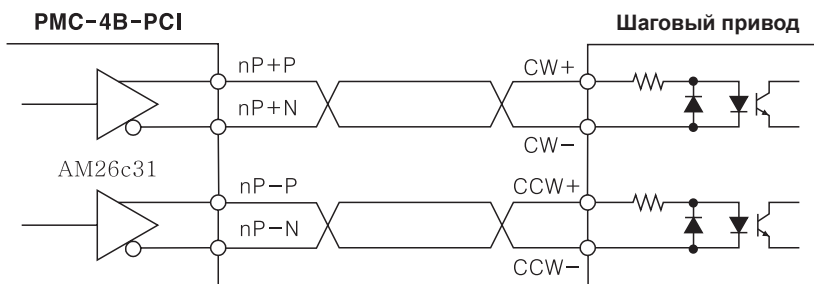 PMC-4B-PCI
Шаговый привод
nP+P
CW+
nP+N
CW-
AM26c31
nP-P
CCW+
nP-N
CCW-